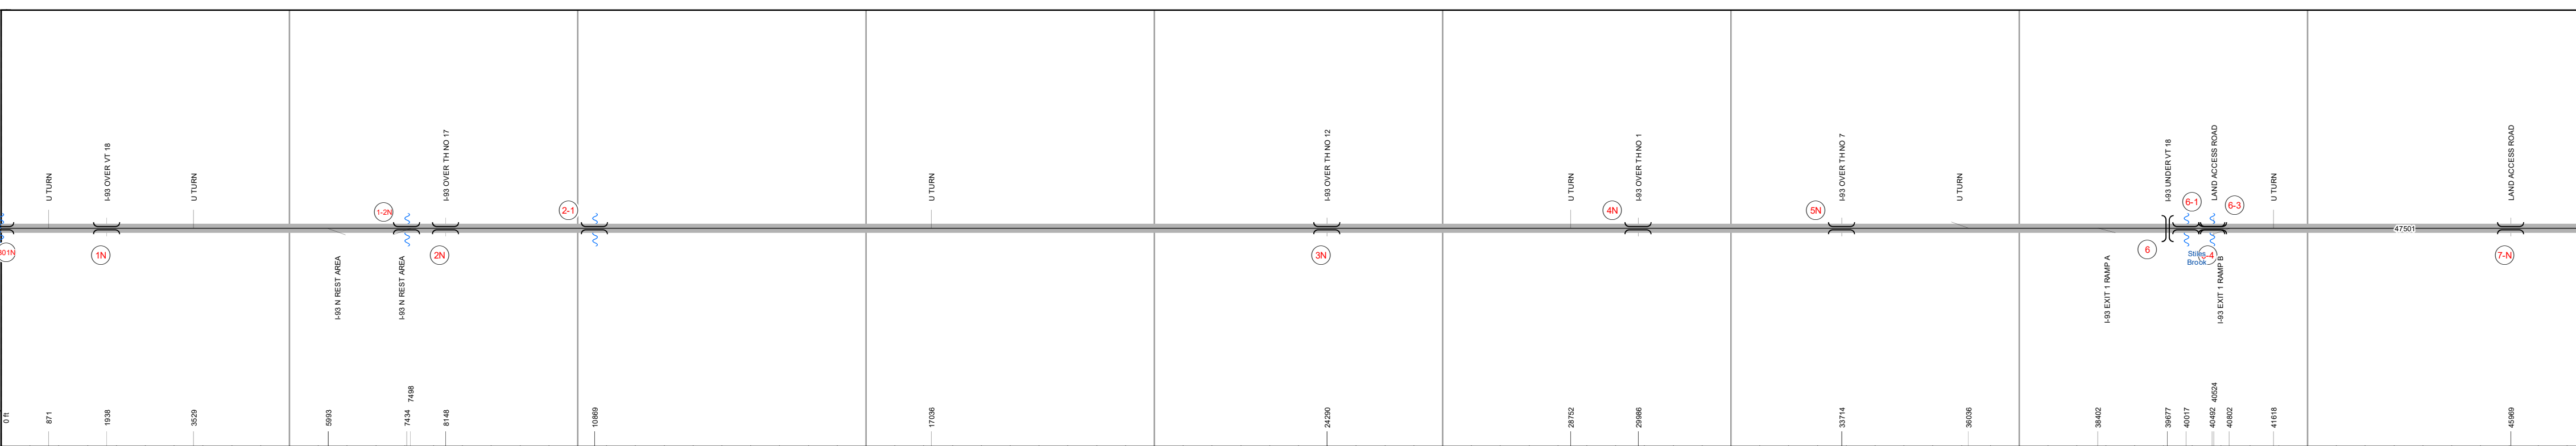 U TURN
I-93 OVER VT 18
U TURN
I-93 OVER TH NO 17
U TURN
I-93 OVER TH NO 12
U TURN
I-93 OVER TH NO 1
I-93 OVER TH NO 7
U TURN
I-93 UNDER VT 18
LAND ACCESS ROAD
U TURN
LAND ACCESS ROAD
1-2N
2-1
4N
5N
6-1
6-3
47501
01N
1N
2N
3N
6
-4
7-N
Stiles
Brook
I-93 N REST AREA
I-93 N REST AREA
I-93 EXIT 1 RAMP A
I-93 EXIT 1 RAMP B
0 ft
871
1938
3529
5993
7434
7498
8148
10869
17036
24290
28752
29986
33714
36036
38402
39677
40017
40492
40524
40802
41618
45969